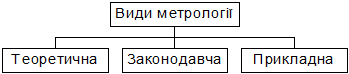 Види метрології
Теоретична
Законодавча
Прикладна